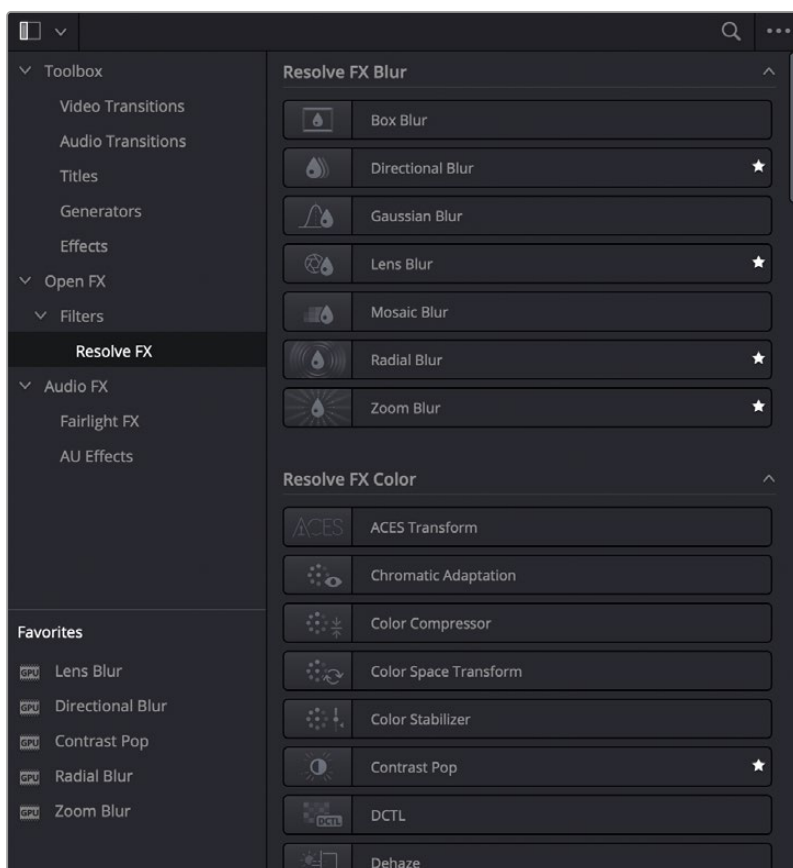 Toolbox
Video Transitions
Audio Transitions
Titles
Generators
Effects
Open FX
Filters
Resolve FX
Audio FX
Fairlight FX
AU Effects
Favorites
GPU Lens Blur
GPU Directional Blur
GPU Contrast Pop
GPU Radial Blur
GPU Zoom Blur
Resolve FX Blur
Box Blur
Directional Blur
Gaussian Blur
Lens Blur
Mosaic Blur
Radial Blur
Zoom Blur
Resolve FX Color
ACES ACES Transform
Chromatic Adaptation
Color Compressor
Color Space Transform
Color Stabilizer
Contrast Pop
DCTL DCTL
Dehaze